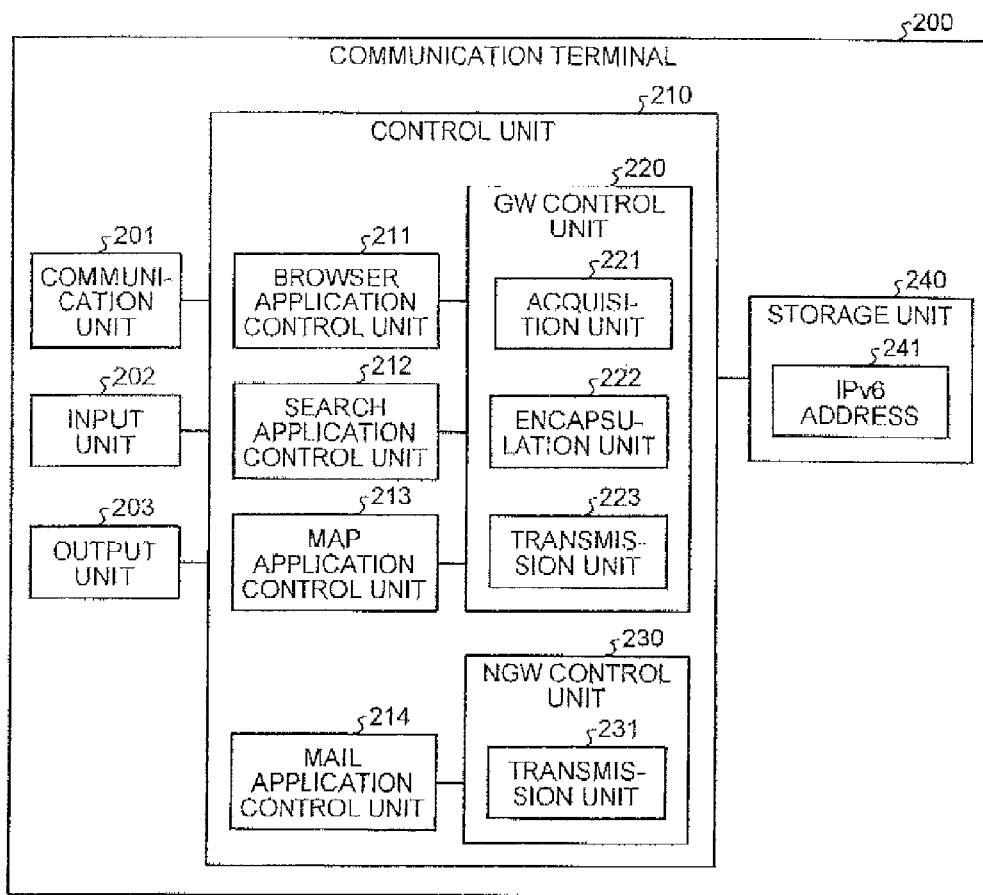 200
COMMUNICATION TERMINAL
210
CONTROL UNIT
220
GW CONTROL
UNIT
201
COMMUNI-
CATION
UNIT
211
BROWSER
APPLICATION
CONTROL UNIT
221
ACQUISI-
TION UNIT
240
STORAGE UNIT
241
IPv6
ADDRESS
202
INPUT
UNIT
212
SEARCH
APPLICATION
CONTROL UNIT
222
ENCAPSU-
LATION UNIT
203
OUTPUT
UNIT
213
MAP
APPLICATION
CONTROL UNIT
223
TRANSMIS-
SION UNIT
230
NGW CONTROL
UNIT
214
MAIL
APPLICATION
CONTROL UNIT
231
TRANSMIS-
SION UNIT